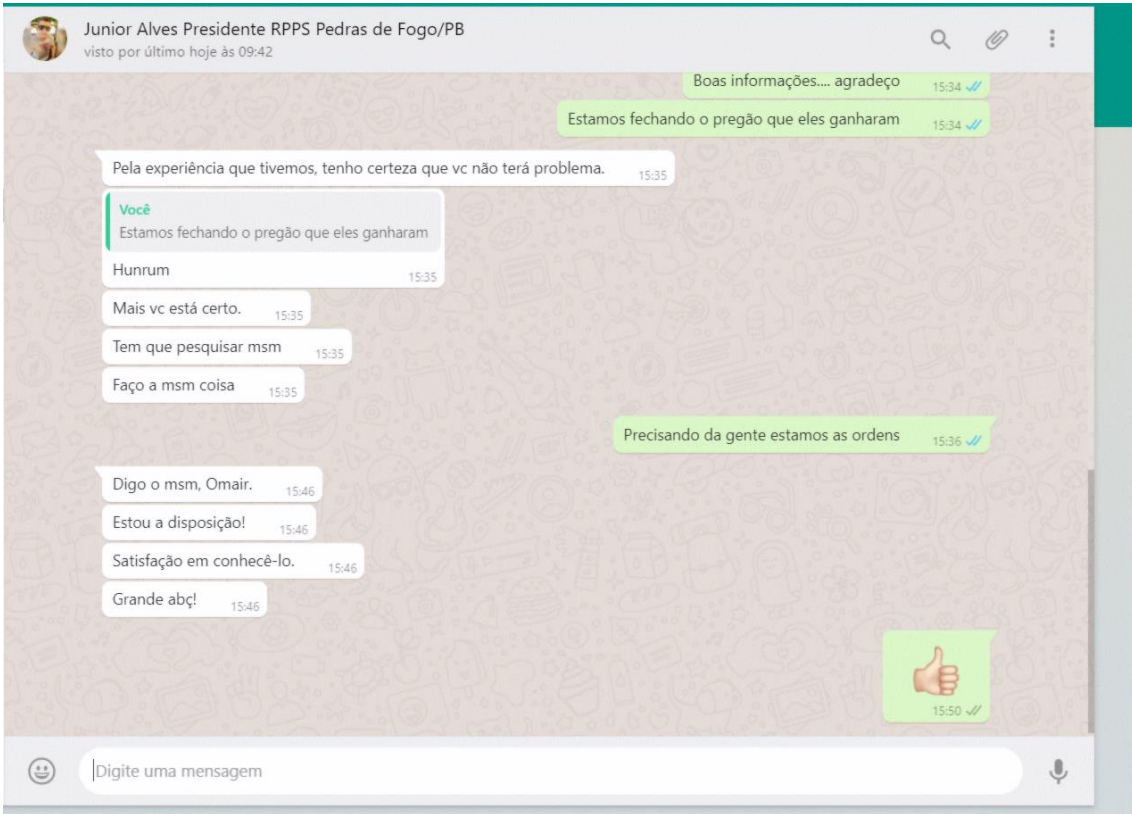 Junior Alves Presidente RPPS Pedras de Fogo/PB
visto por último hoje às 09:42
Boas informações.... agradeço 15:34
Estamos fechando o pregão que eles ganharam 15:34
Pela experiência que tivemos, tenho certeza que vc não terá problema. 15:35
Você
Estamos fechando o pregão que eles ganharam
Hunrum 15:35
Mais vc está certo. 15:35
Tem que pesquisar msm 15:35
Faço a msm coisa 15:35
Precisando da gente estamos as ordens 15:36
Digo o msm, Omair. 15:46
Estou a disposição! 15:46
Satisfação em conhecê-lo. 15:46
Grande abç! 15:46
15:50
Digite uma mensagem